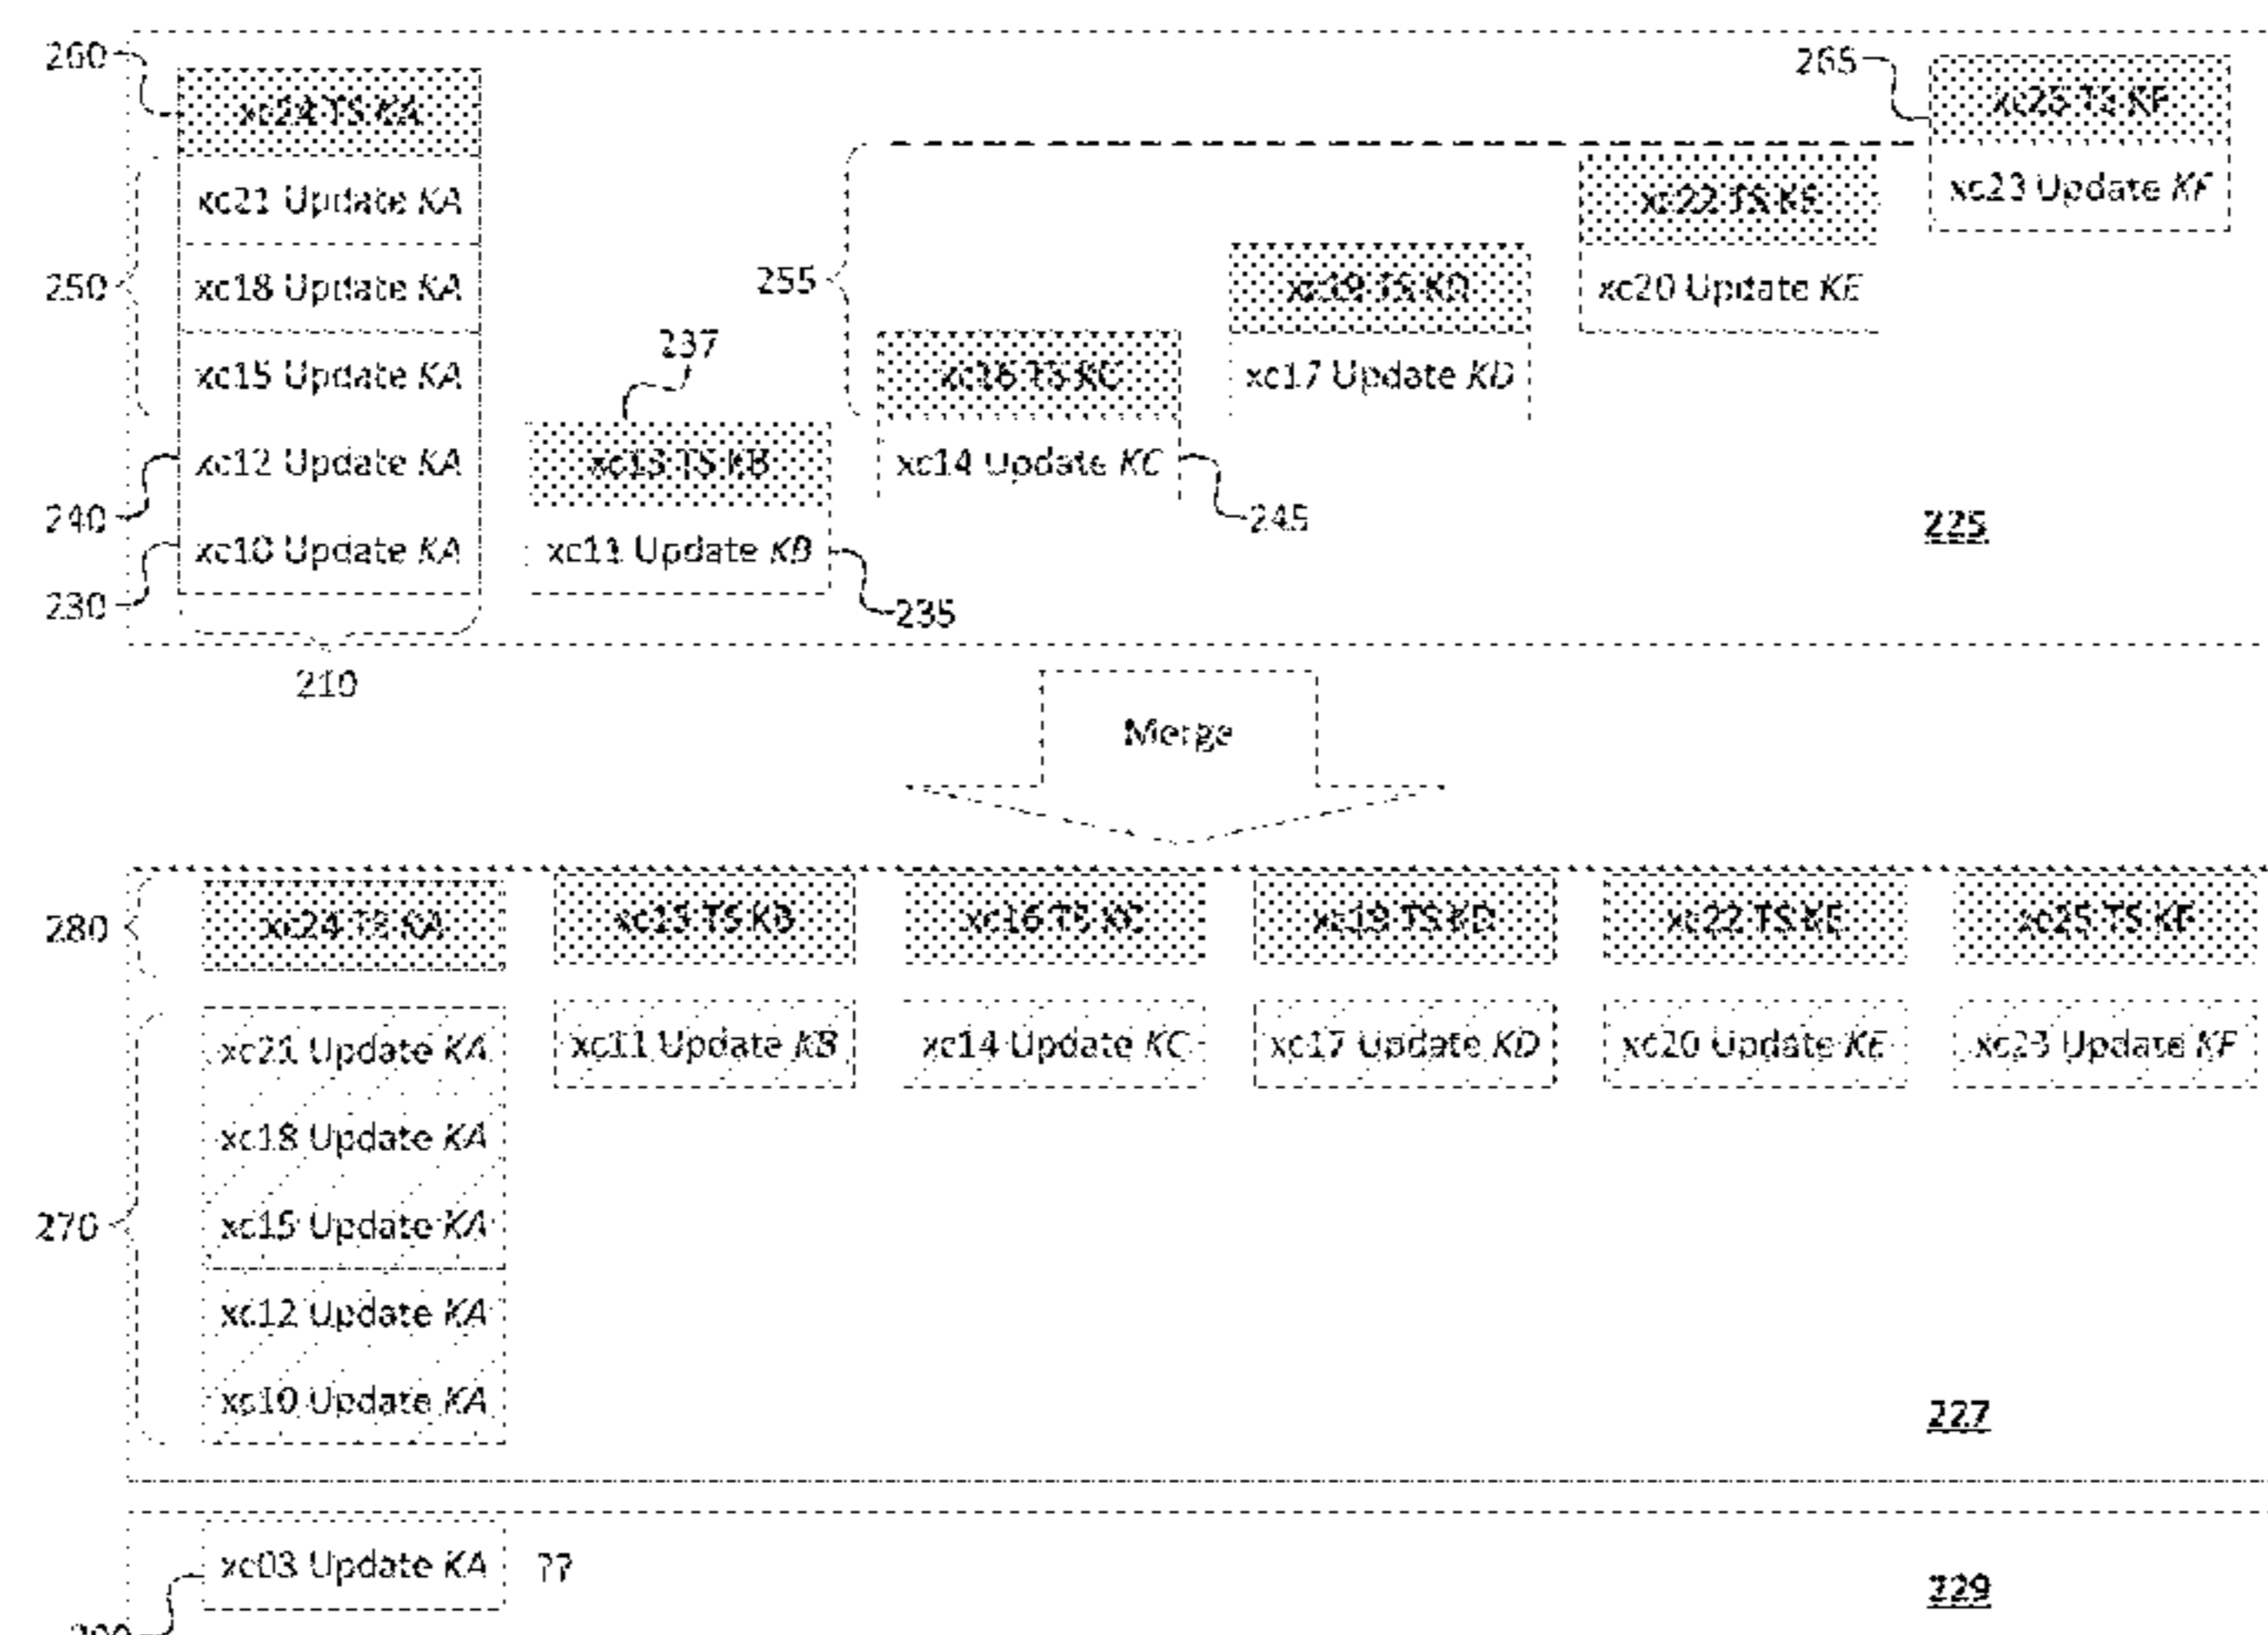 260
265
xc24 TS KA
xc25 TS KF
xc21 Update KA
xc22 TS KE
xc23 Update KF
250
xc18 Update KA
255
xc19 TS KD
xc20 Update KE
237
xc15 Update KA
xc16 TS KC
xc17 Update KD
xc12 Update KA
xc13 TS KB
xc14 Update KC
240
245
225
xc10 Update KA
xc11 Update KB
230
235
210
Merge
280
xc24 TS KA
xc13 TS KB
xc16 TS KC
xc19 TS KD
xc22 TS KE
xc25 TS KF
xc21 Update KA
xc11 Update KB
xc14 Update KC
xc17 Update KD
xc20 Update KE
xc23 Update KF
xc18 Update KA
270
xc15 Update KA
xc12 Update KA
xc10 Update KA
227
xc03 Update KA
??
229